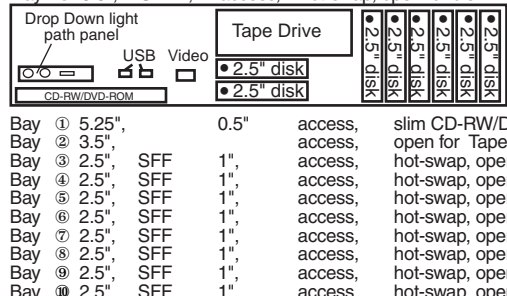 Drop Down light
path panel
USB Video
Tape Drive
2.5" disk
2.5" disk
CD-RW/DVD-ROM
2.5" disk
2.5" disk
2.5" disk
2.5" disk
2.5" disk
2.5" disk
Bay ① 5.25", 0.5" access, slim CD-RW/D
Bay ② 3.5", access, open for Tape
Bay ③ 2.5", SFF 1", access, hot-swap, ope
Bay ④ 2.5", SFF 1", access, hot-swap, ope
Bay ⑤ 2.5", SFF 1", access, hot-swap, ope
Bay ⑥ 2.5", SFF 1", access, hot-swap, ope
Bay ⑦ 2.5", SFF 1", access, hot-swap, ope
Bay ⑧ 2.5", SFF 1", access, hot-swap, ope
Bay ⑨ 2.5", SFF 1", access, hot-swap, ope
Bay ⑩ 2.5", SFF 1", access, hot-swap, ope